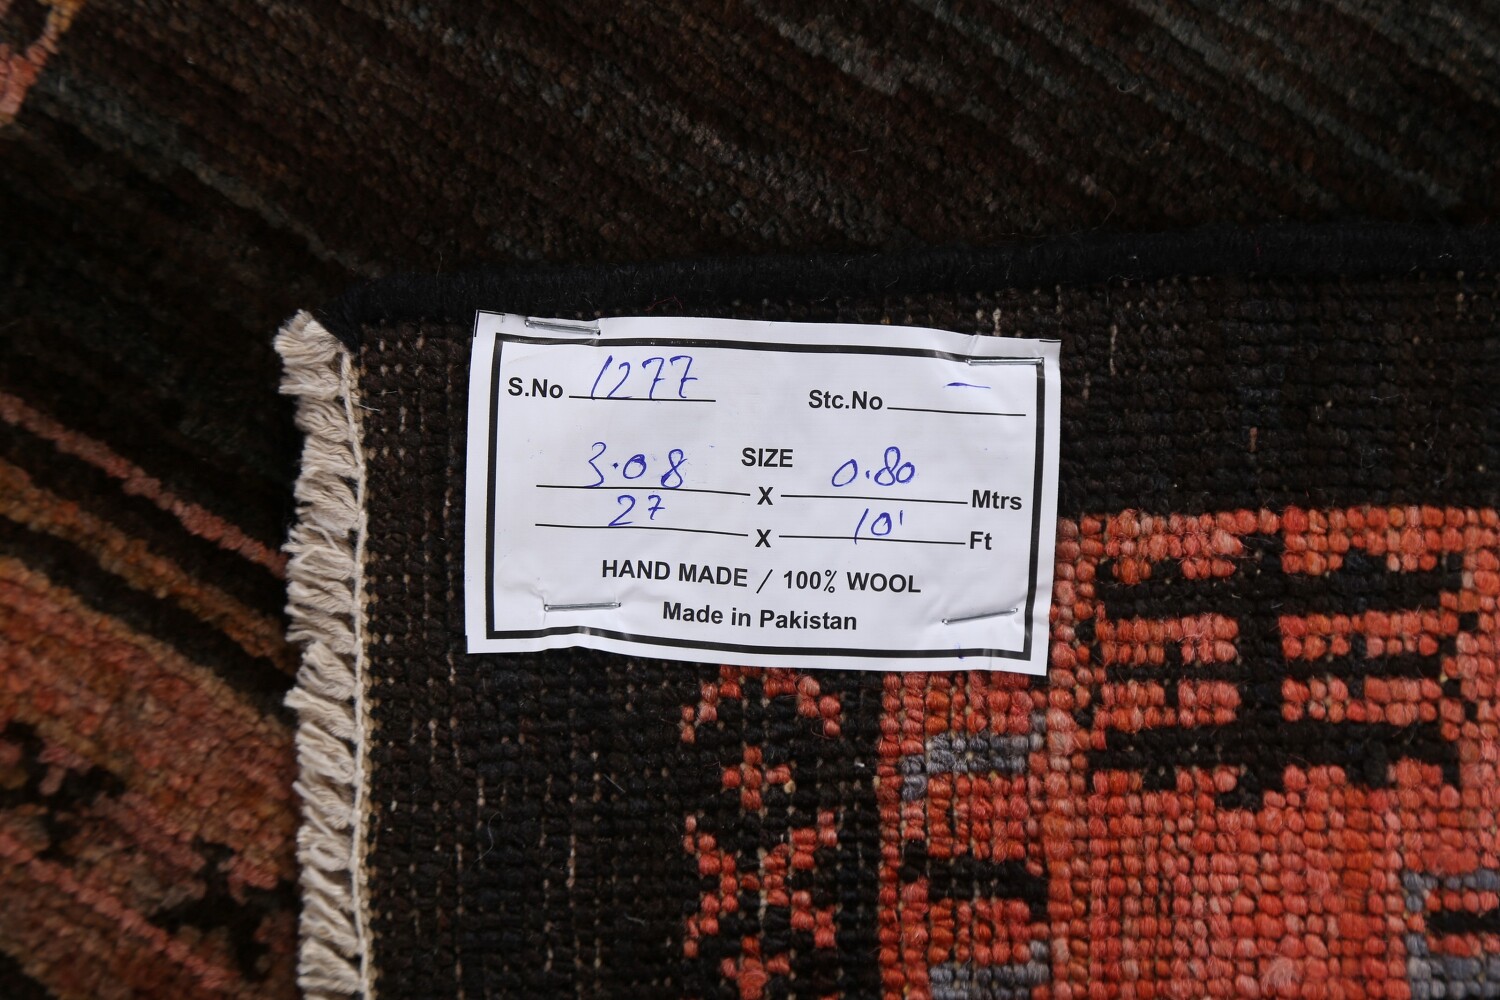 S.No 1277 Stc.No —
SIZE
3.08 X 0.80 Mtrs
27 X 10' Ft
HAND MADE / 100% WOOL
Made in Pakistan